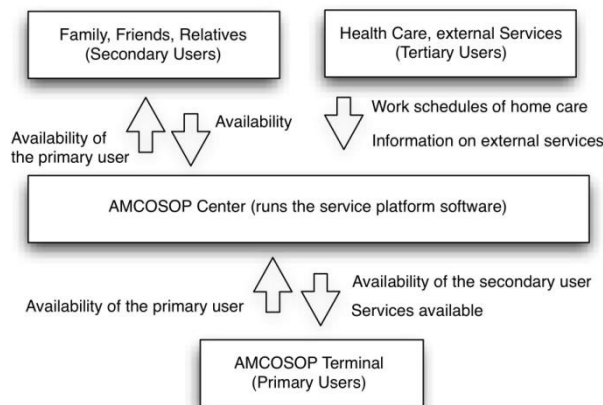 Family, Friends, Relatives
(Secondary Users)
Health Care, external Services
(Tertiary Users)
Availability of
the primary user
Availability
Work schedules of home care
Information on external services
AMCOSOP Center (runs the service platform software)
Availability of the primary user
Availability of the secondary user
Services available
AMCOSOP Terminal
(Primary Users)